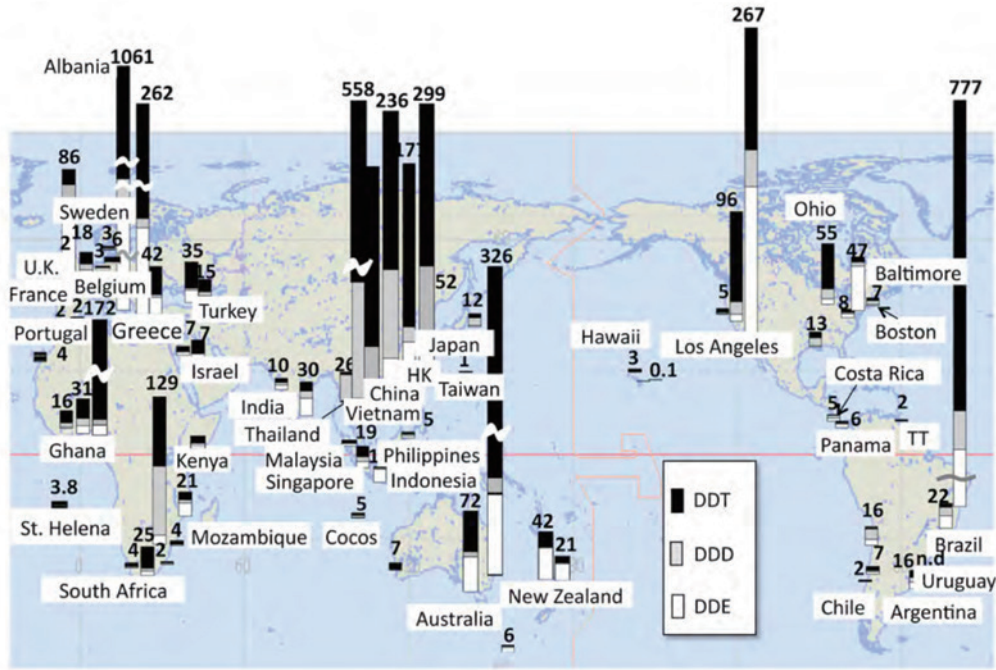 267
Albania
1061
262
558
236
299
777
86
177
Sweden
2
18
3
3
6
42
35
15
96
Ohio
55
47
Baltimore
U.K.
Belgium
France
Turkey
52
326
12
5
8
7
Boston
2
2
172
Portugal
4
Greece
7
7
Israel
Japan
Hawaii
Los Angeles
13
129
10
30
26
HK
China
1
Taiwan
3
0.1
Costa Rica
16
31
India
Vietnam
5
6
2
Ghana
Thailand
19
5
Panama
TT
Kenya
Malaysia
Philippines
Singapore
1
Indonesia
DDT
3.8
21
5
72
22
St. Helena
Mozambique
Cocos
DDD
16
Brazil
25
4
4
2
7
42
21
2
7
16
n.d
South Africa
New Zealand
DDE
Uruguay
Australia
Chile
Argentina
6